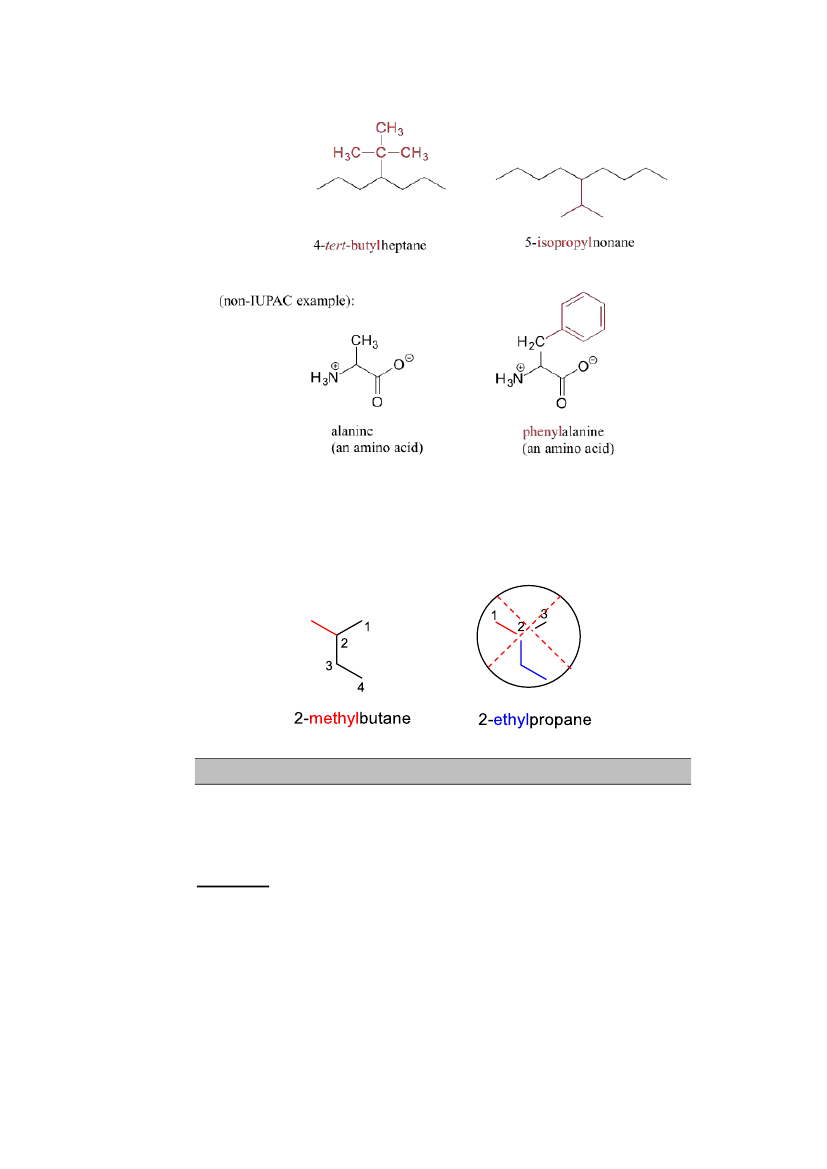 CH3
H3C C CH3
4-tert-butylheptane 5-isopropylnonane
(non-IUPAC example):
CH3 H2C
H3N ⊕ O ⊖ H3N ⊕ O ⊖
O O
alanine phenylalanine
(an amino acid) (an amino acid)
1 1 2 3
2
3
4
2-methylbutane 2-ethylpropane